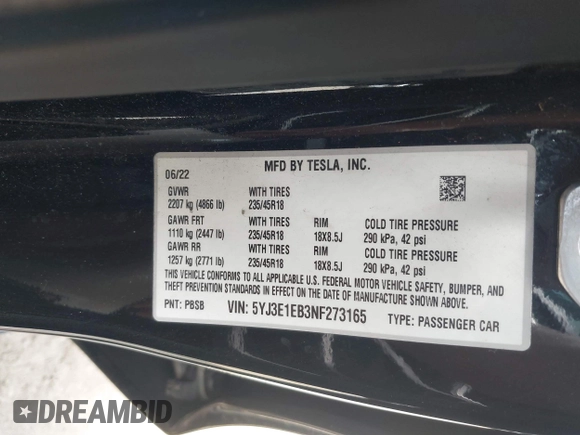 MFD BY TESLA, INC.
06/22
GVWR WITH TIRES
2207 kg (4866 lb) 235/45R18
GAWR FRT WITH TIRES RIM COLD TIRE PRESSURE
1110 kg (2447 lb) 235/45R18 18X8.5J 290 kPa, 42 psi
GAWR RR WITH TIRES RIM COLD TIRE PRESSURE
1257 kg (2771 lb) 235/45R18 18X8.5J 290 kPa, 42 psi
THIS VEHICLE CONFORMS TO ALL APPLICABLE U.S. FEDERAL MOTOR VEHICLE SAFETY, BUMPER, AND
THEFT PREVENTION STANDARDS IN EFFECT ON THE DATE OF MANUFACTURE SHOWN ABOVE.
PNT: PBSB VIN: 5YJ3E1EB3NF273165 TYPE: PASSENGER CAR
DREAMBID